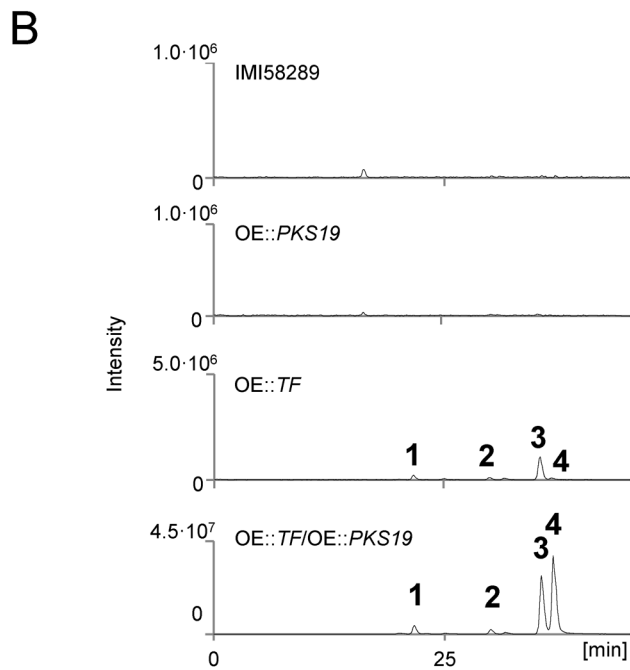 B
1.0·10⁶
IMI58289
0
1.0·10⁶
OE::PKS19
0
Intensity
5.0·10⁶
OE::TF
1 2 3 4
0
4.5·10⁷
OE::TF/OE::PKS19
1 2 3 4
0
0 25 [min]